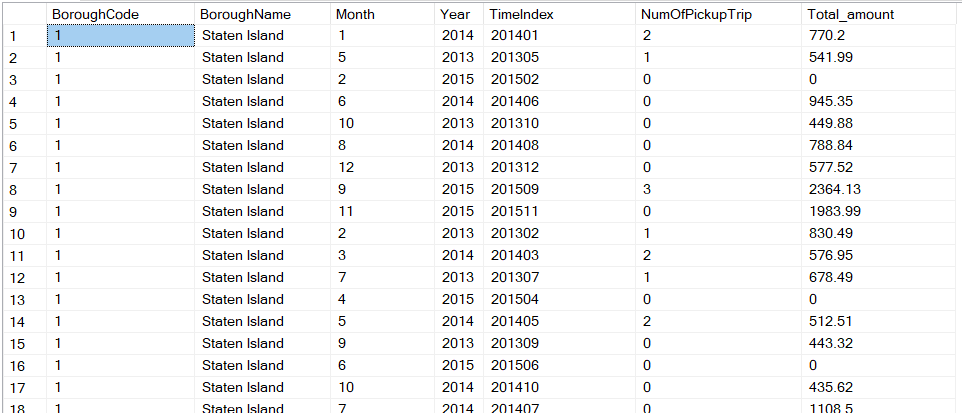 BoroughCode BoroughName Month Year TimeIndex NumOfPickupTrip Total_amount
1 1 Staten Island 1 2014 201401 2 770.2
2 1 Staten Island 5 2013 201305 1 541.99
3 1 Staten Island 2 2015 201502 0 0
4 1 Staten Island 6 2014 201406 0 945.35
5 1 Staten Island 10 2013 201310 0 449.88
6 1 Staten Island 8 2014 201408 0 788.84
7 1 Staten Island 12 2013 201312 0 577.52
8 1 Staten Island 9 2015 201509 3 2364.13
9 1 Staten Island 11 2015 201511 0 1983.99
10 1 Staten Island 2 2013 201302 1 830.49
11 1 Staten Island 3 2014 201403 2 576.95
12 1 Staten Island 7 2013 201307 1 678.49
13 1 Staten Island 4 2015 201504 0 0
14 1 Staten Island 5 2014 201405 2 512.51
15 1 Staten Island 9 2013 201309 0 443.32
16 1 Staten Island 6 2015 201506 0 0
17 1 Staten Island 10 2014 201410 0 435.62
18 1 Staten Island 7 2014 201407 0 1108.5